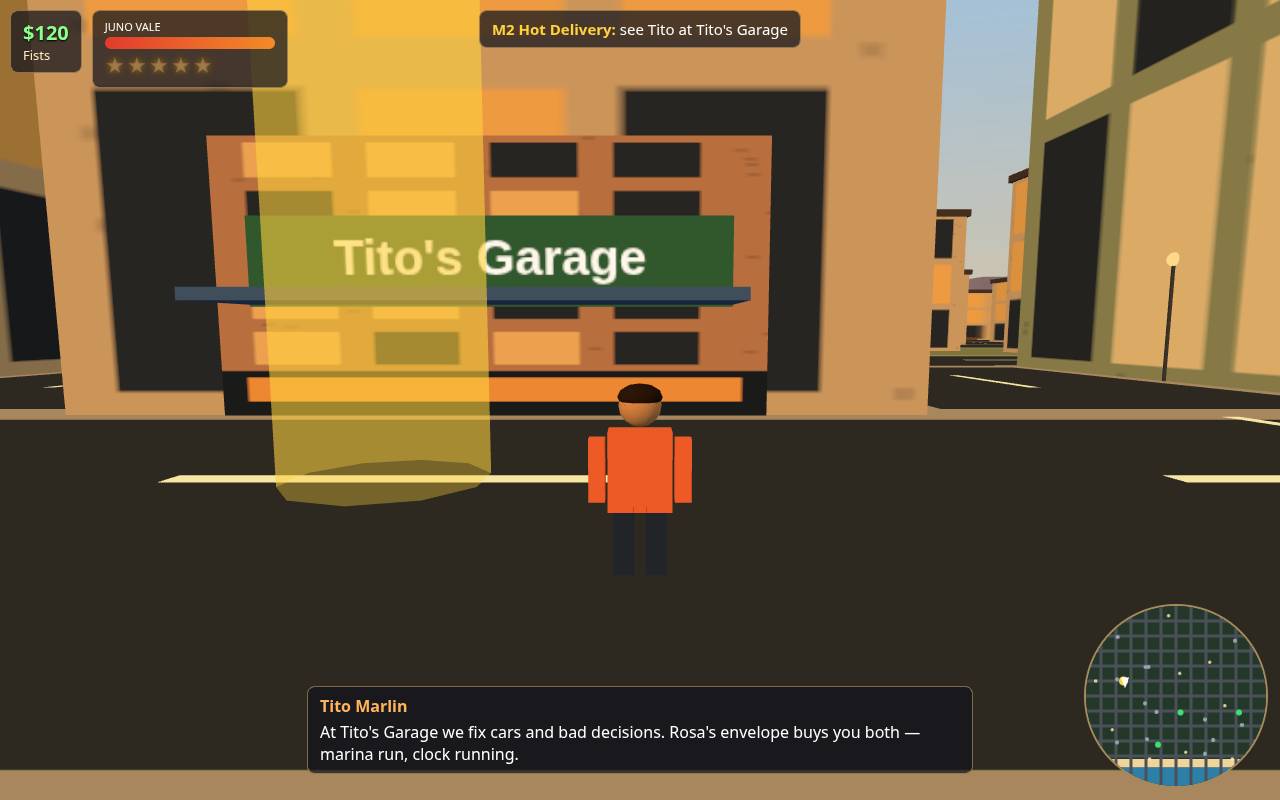 $120
Fists
JUNO VALE
M2 Hot Delivery: see Tito at Tito's Garage
Tito's Garage
Tito Marlin
At Tito's Garage we fix cars and bad decisions. Rosa's envelope buys you both —
marina run, clock running.